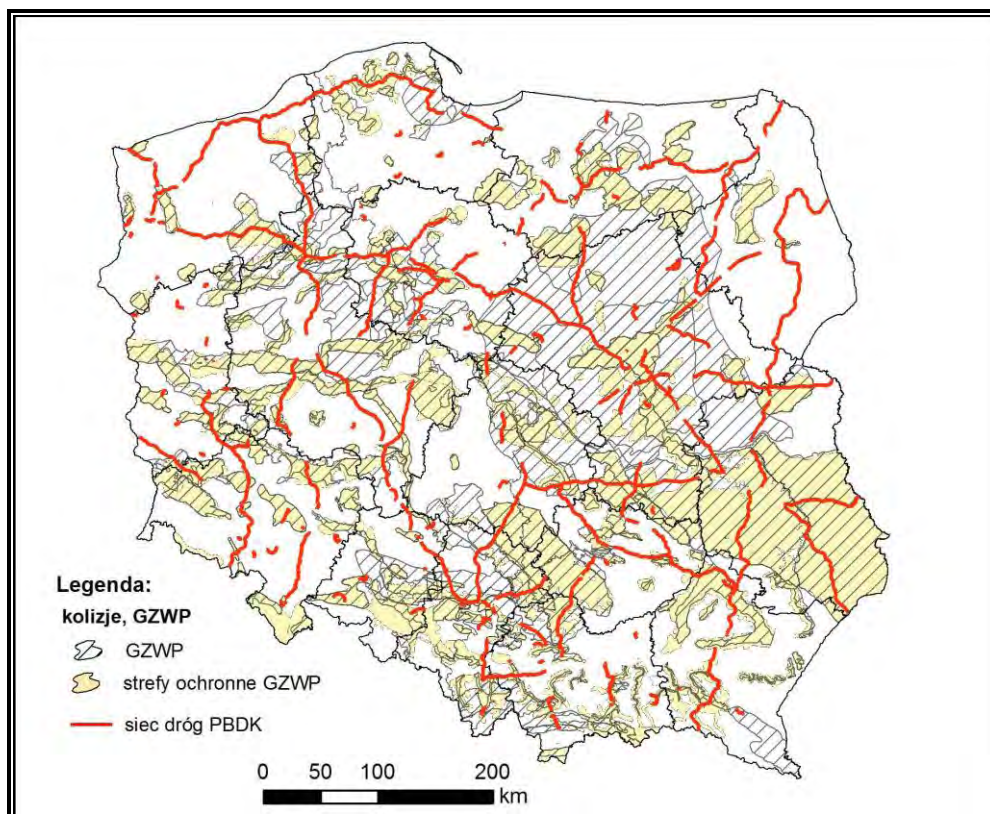 Legenda:
kolizje, GZWP
GZWP
strefy ochronne GZWP
siec dróg PBDK
0 50 100 200
km